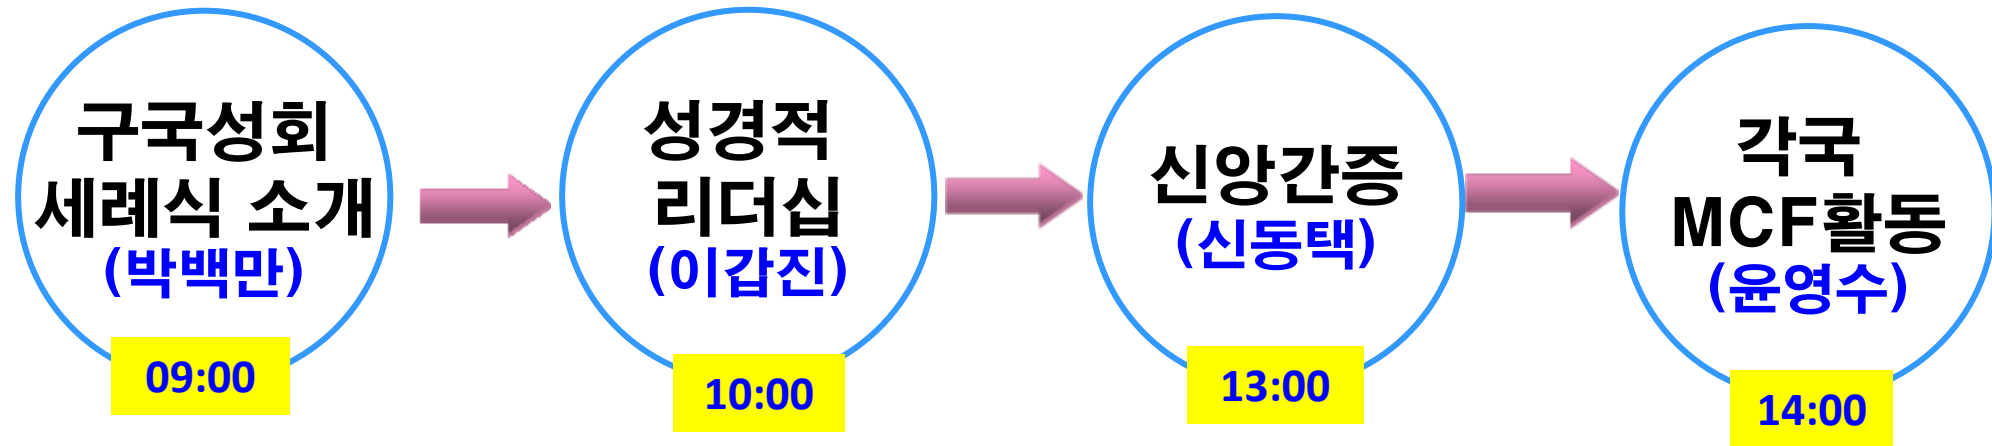 구국성회
세례식 소개
(박백만)
09:00
성경적
리더십
(이갑진)
10:00
신앙간증
(신동택)
13:00
각국
MCF활동
(윤영수)
14:00